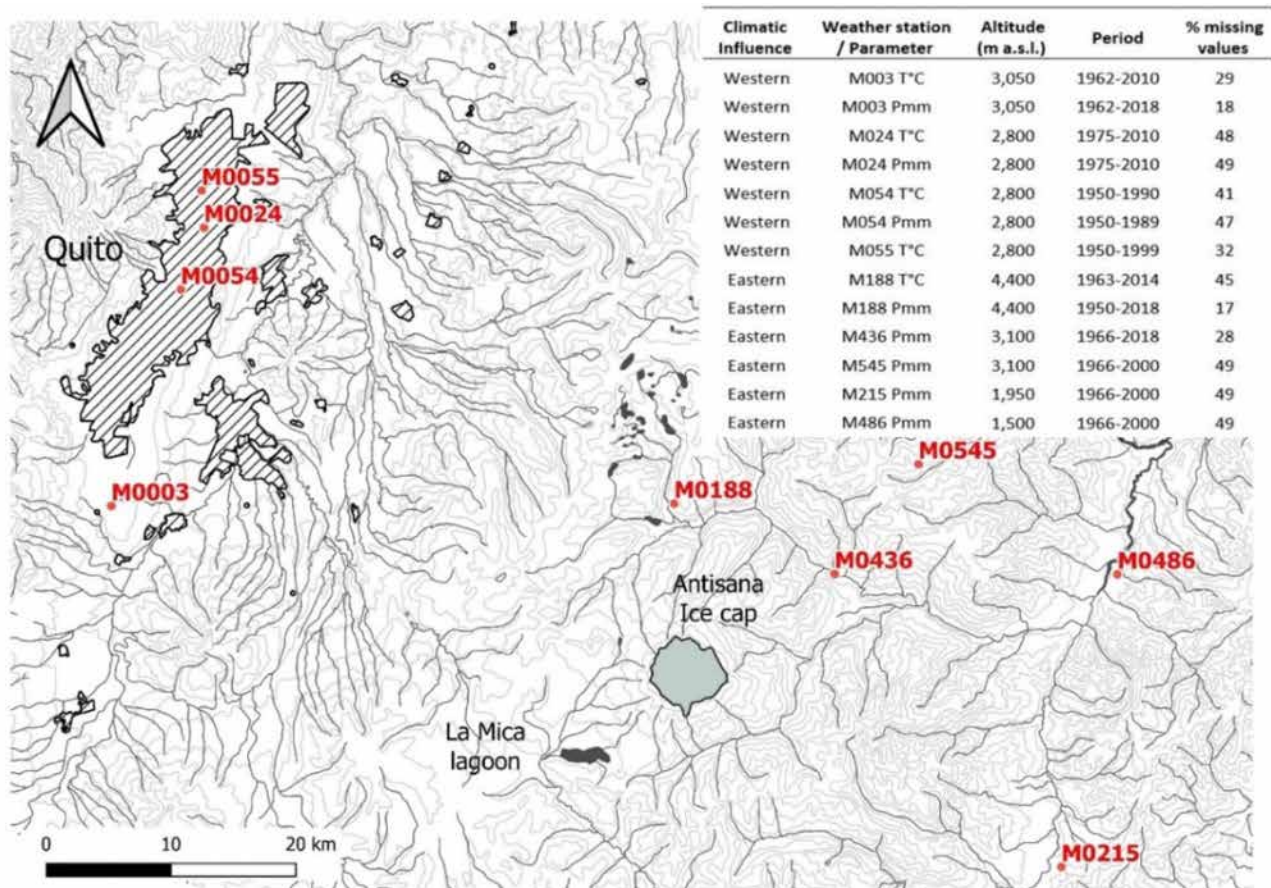 Climatic Influence Weather station / Parameter Altitude (m a.s.l.) Period % missing values
Western M003 T°C 3,050 1962-2010 29
Western M003 Pmm 3,050 1962-2018 18
Western M024 T°C 2,800 1975-2010 48
Western M024 Pmm 2,800 1975-2010 49
Western M054 T°C 2,800 1950-1990 41
Western M054 Pmm 2,800 1950-1989 47
Western M055 T°C 2,800 1950-1999 32
Eastern M188 T°C 4,400 1963-2014 45
Eastern M188 Pmm 4,400 1950-2018 17
Eastern M436 Pmm 3,100 1966-2018 28
Eastern M545 Pmm 3,100 1966-2000 49
Eastern M215 Pmm 1,950 1966-2000 49
Eastern M486 Pmm 1,500 1966-2000 49
M0055
M0024
Quito
M0054
M0545
M0003
M0188
M0436
M0486
Antisana
Ice cap
La Mica
lagoon
0 10 20 km
M0215